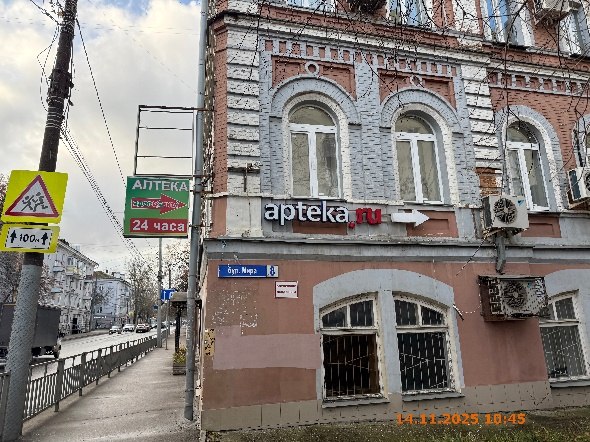 АПТЕКА
24 часа
apteka.ru
бул. Мира 8
100 м
14.11.2025 10:45